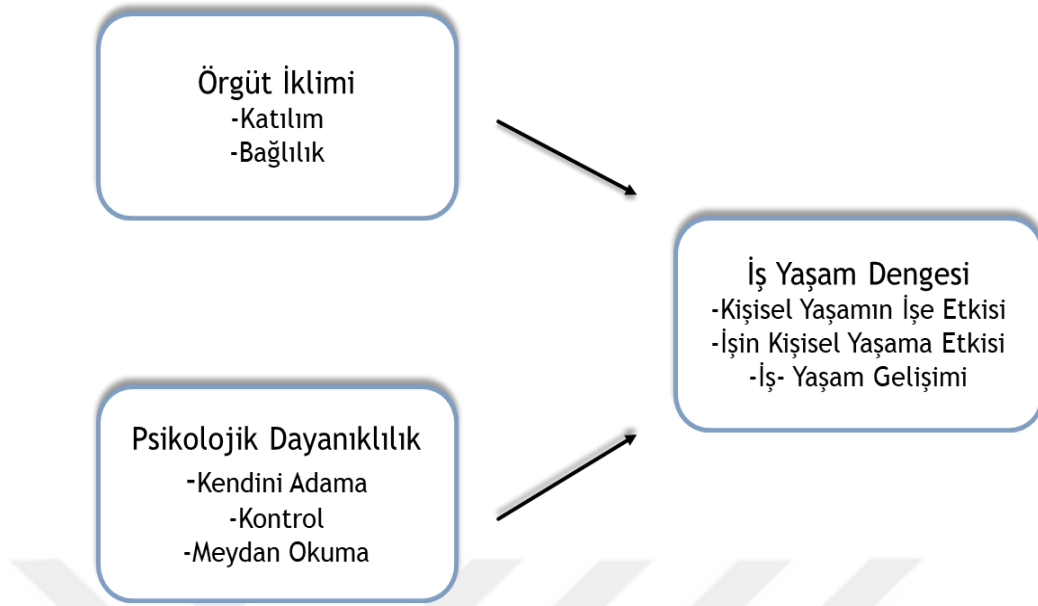 Örgüt İklimi
-Katılım
-Bağlılık
İş Yaşam Dengesi
-Kişisel Yaşamın İşe Etkisi
-İşin Kişisel Yaşama Etkisi
-İş- Yaşam Gelişimi
Psikolojik Dayanıklılık
-Kendini Adama
-Kontrol
-Meydan Okuma